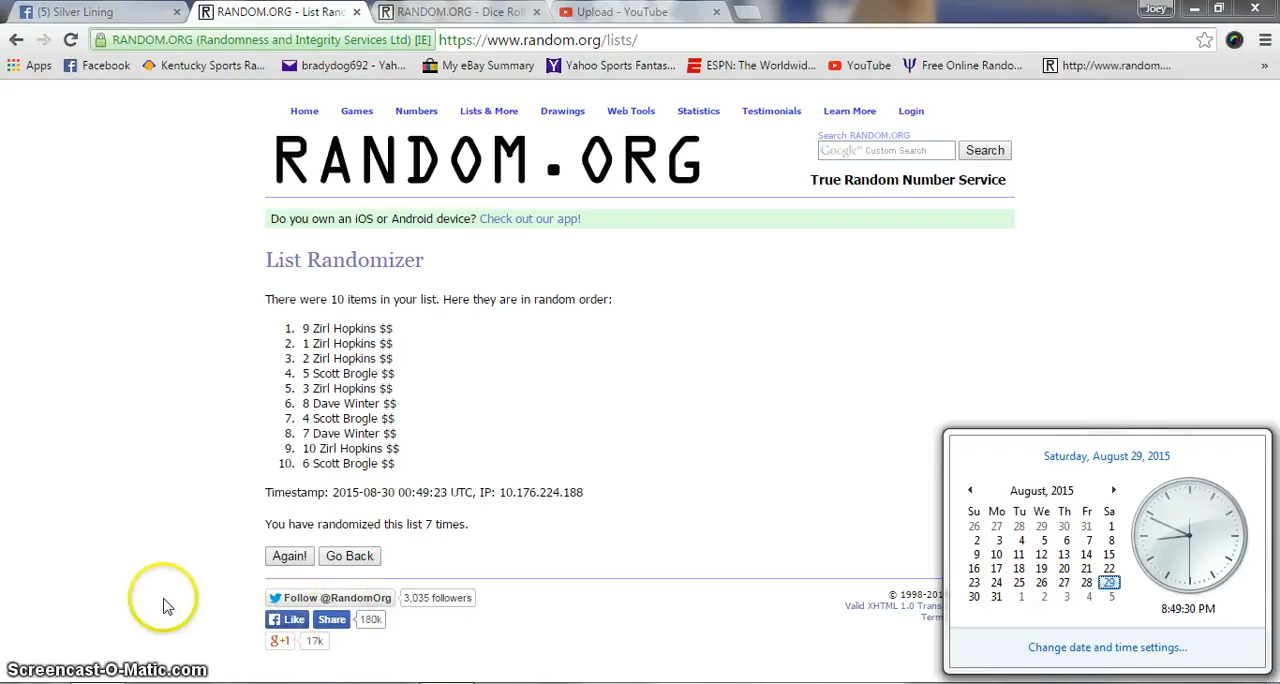 (5) Silver Lining
RANDOM.ORG - List Ran
RANDOM.ORG - Dice Roll
Upload - YouTube
Joey
RANDOM.ORG (Randomness and Integrity Services Ltd) [IE] https://www.random.org/lists/
Apps Facebook Kentucky Sports Ra... bradydog692 - Yah... My eBay Summary Yahoo Sports Fantas... ESPN: The Worldwid... YouTube Free Online Rando... http://www.random.... »
Home Games Numbers Lists & More Drawings Web Tools Statistics Testimonials Learn More Login
RANDOM.ORG
Search RANDOM.ORG
Google™ Custom Search Search
True Random Number Service
Do you own an iOS or Android device? Check out our app!
List Randomizer
There were 10 items in your list. Here they are in random order:
1. 9 Zirl Hopkins $$
2. 1 Zirl Hopkins $$
3. 2 Zirl Hopkins $$
4. 5 Scott Brogle $$
5. 3 Zirl Hopkins $$
6. 8 Dave Winter $$
7. 4 Scott Brogle $$
8. 7 Dave Winter $$
9. 10 Zirl Hopkins $$
10. 6 Scott Brogle $$
Timestamp: 2015-08-30 00:49:23 UTC, IP: 10.176.224.188
You have randomized this list 7 times.
Again! Go Back
Follow @RandomOrg 3,035 followers
Like Share 180k
g+1 17k
© 1998-201
Valid XHTML 1.0 Trans
Term
Saturday, August 29, 2015
August, 2015
Su Mo Tu We Th Fr Sa
26 27 28 29 30 31 1
2 3 4 5 6 7 8
9 10 11 12 13 14 15
16 17 18 19 20 21 22
23 24 25 26 27 28 29
30 31 1 2 3 4 5
8:49:30 PM
Change date and time settings...
Screencast-O-Matic.com